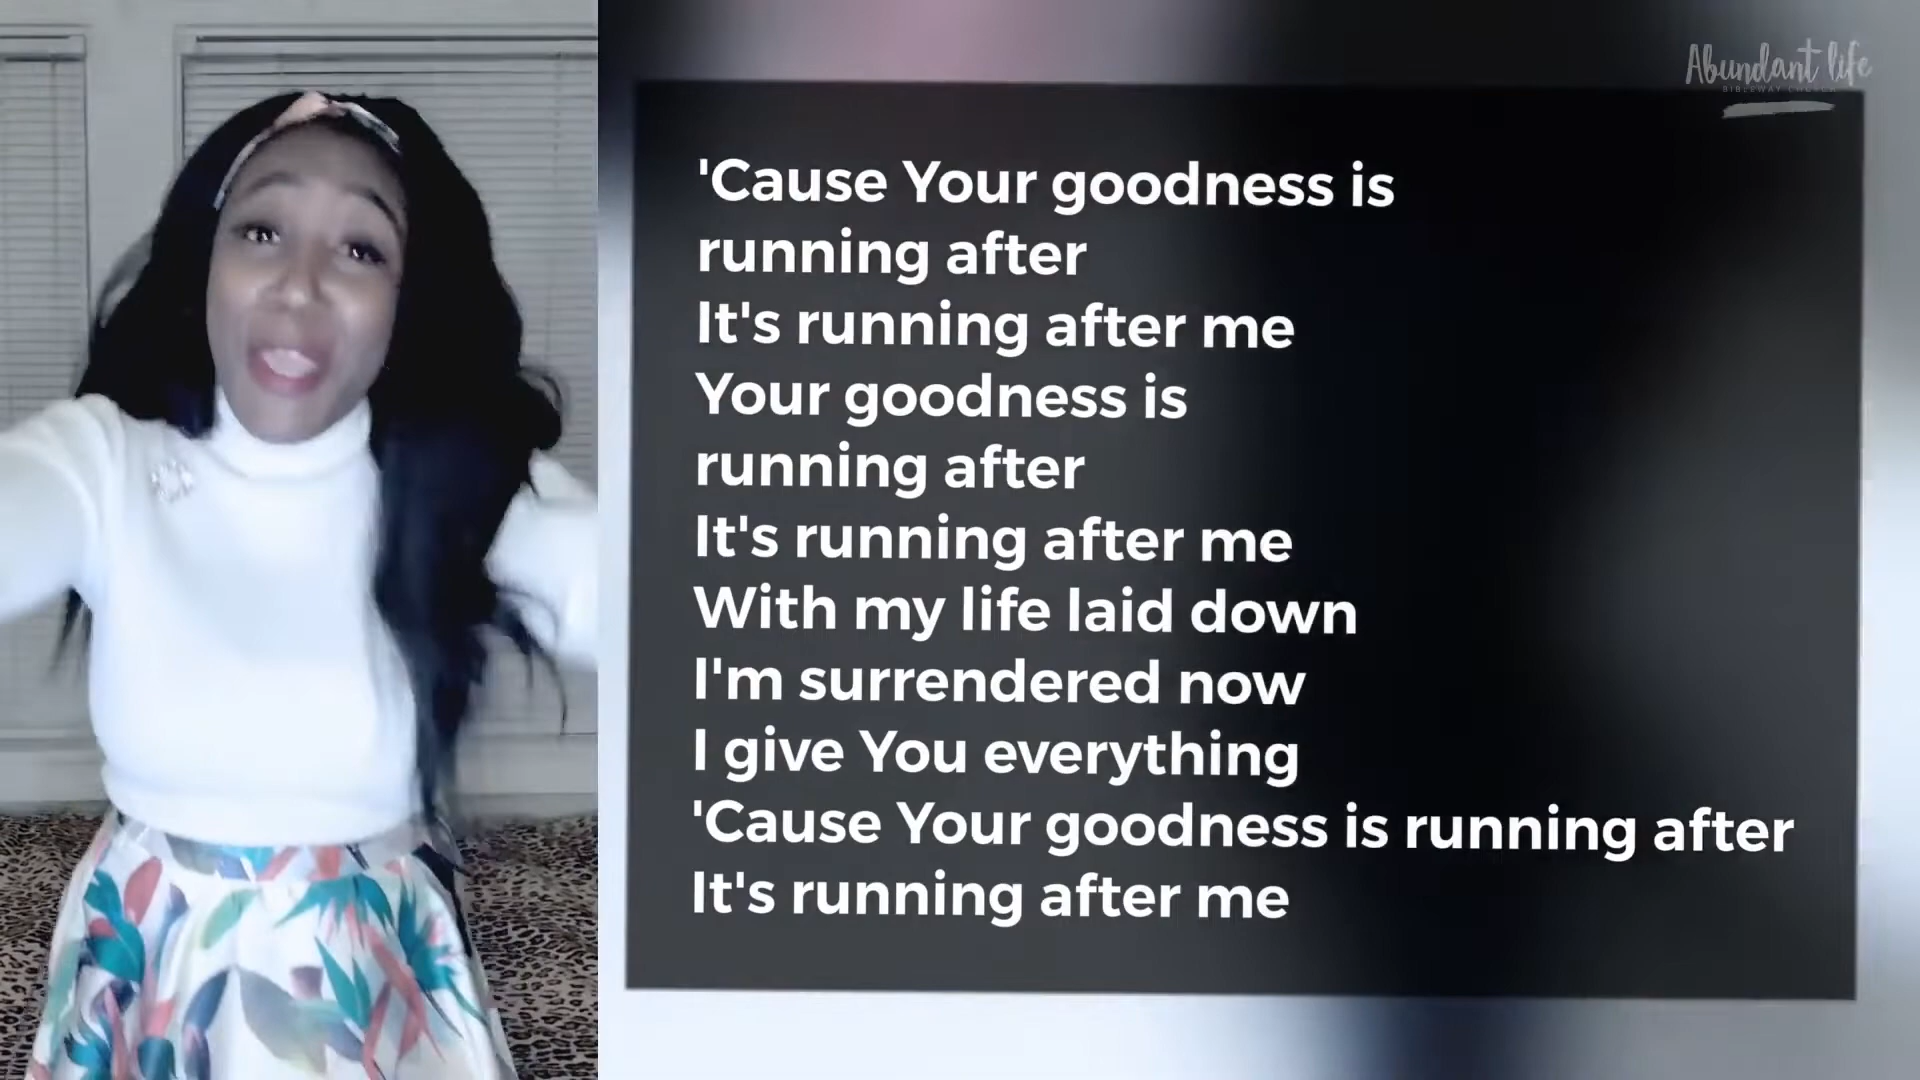 Abundant life
BIBLEWAY CHURCH
'Cause Your goodness is
running after
It's running after me
Your goodness is
running after
It's running after me
With my life laid down
I'm surrendered now
I give You everything
'Cause Your goodness is running after
It's running after me